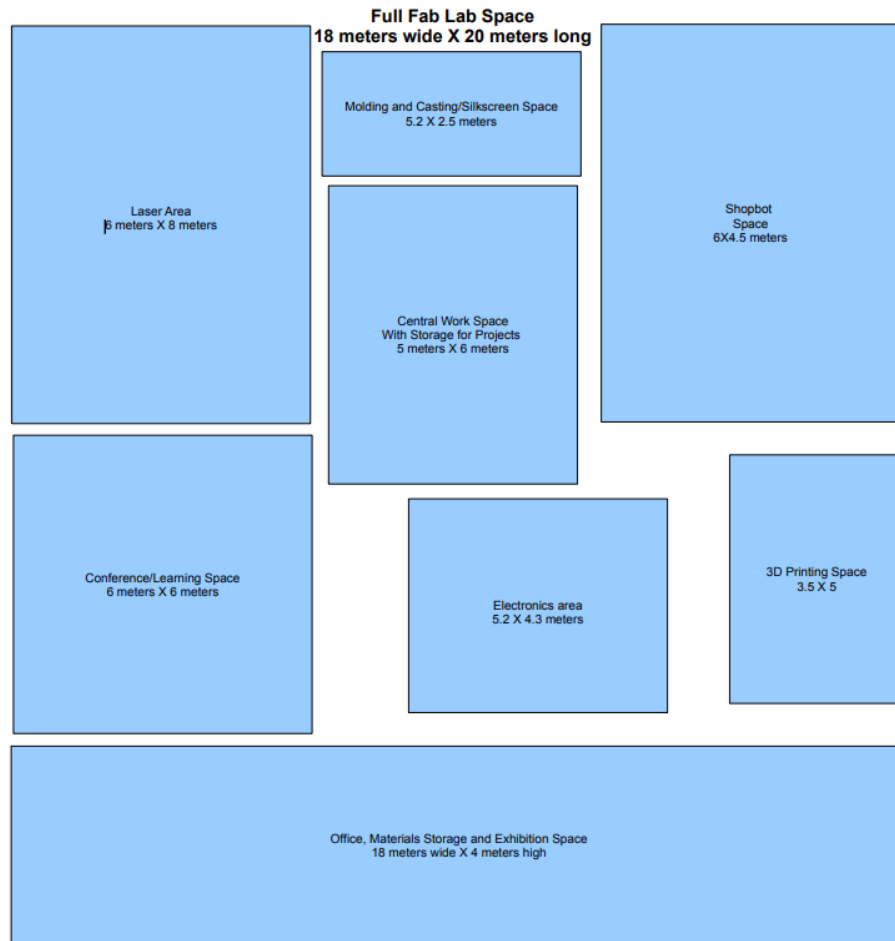 Full Fab Lab Space
18 meters wide X 20 meters long
Molding and Casting/Silkscreen Space
5.2 X 2.5 meters
Laser Area
6 meters X 8 meters
Shopbot
Space
6X4.5 meters
Central Work Space
With Storage for Projects
5 meters X 6 meters
Conference/Learning Space
6 meters X 6 meters
3D Printing Space
3.5 X 5
Electronics area
5.2 X 4.3 meters
Office, Materials Storage and Exhibition Space
18 meters wide X 4 meters high